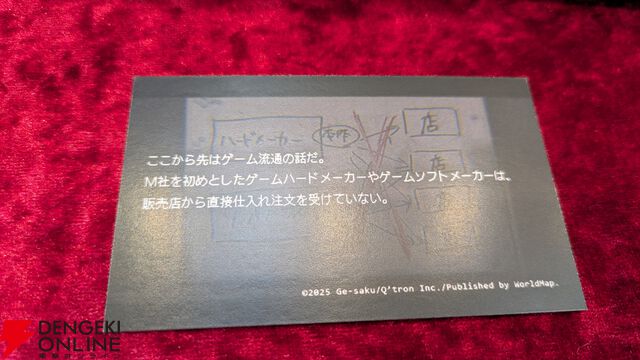 ハードメーカー
店
店
ここから先はゲーム流通の話だ。
M社を初めとしたゲームハードメーカーやゲームソフトメーカーは、
販売店から直接仕入れ注文を受けていない。
©2025 Ge-saku/Q'tron Inc./Published by WorldMap.
DENGEKI
ONLINE